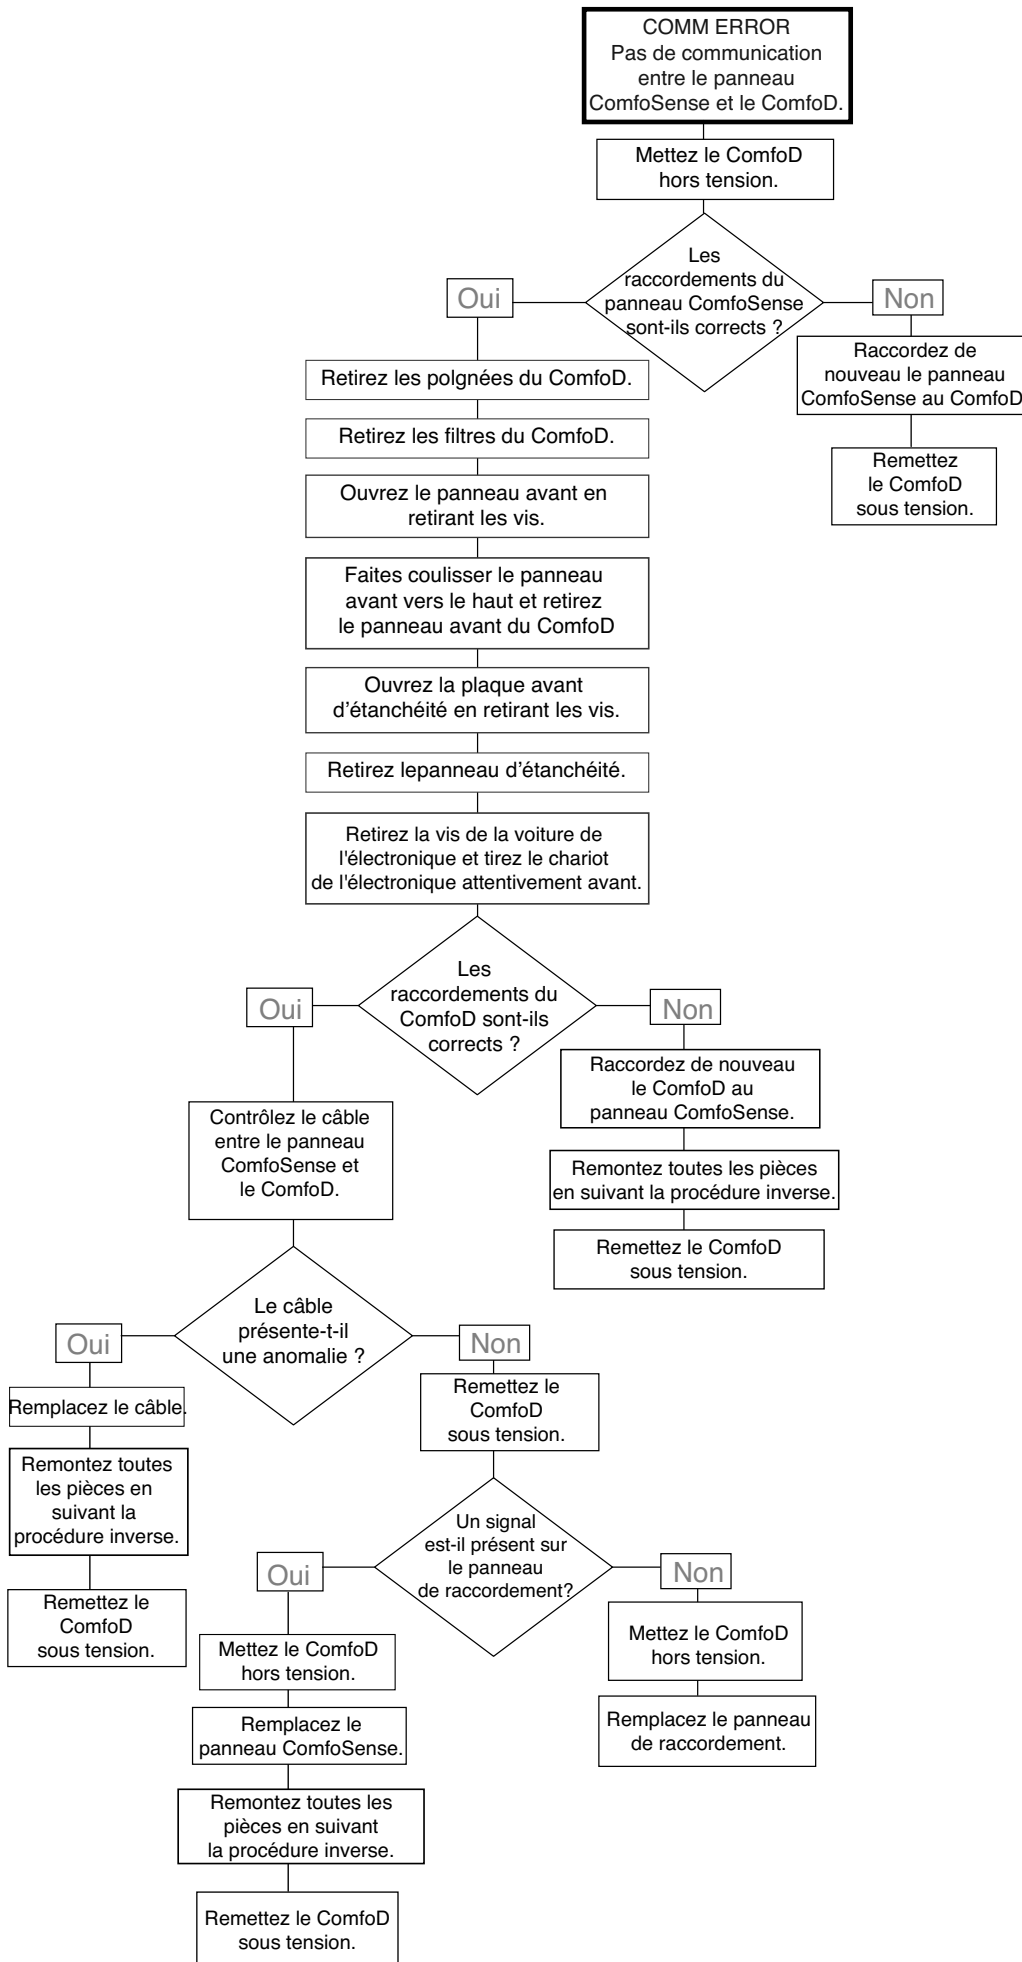 COMM ERROR
Pas de communication
entre le panneau
ComfoSense et le ComfoD.
Mettez le ComfoD
hors tension.
Les
raccordements du
panneau ComfoSense
sont-ils corrects ?
Oui
Non
Retirez les polgnées du ComfoD.
Retirez les filtres du ComfoD.
Ouvrez le panneau avant en
retirant les vis.
Faites coulisser le panneau
avant vers le haut et retirez
le panneau avant du ComfoD
Ouvrez la plaque avant
d'étanchéité en retirant les vis.
Retirez lepanneau d'étanchéité.
Retirez la vis de la voiture de
l'électronique et tirez le chariot
de l'électronique attentivement avant.
Raccordez de
nouveau le panneau
ComfoSense au ComfoD
Remettez
le ComfoD
sous tension.
Les
raccordements du
ComfoD sont-ils
corrects ?
Oui
Non
Contrôlez le câble
entre le panneau
ComfoSense et
le ComfoD.
Raccordez de nouveau
le ComfoD au
panneau ComfoSense.
Remontez toutes les pièces
en suivant la procédure inverse.
Remettez le ComfoD
sous tension.
Le câble
présente-t-il
une anomalie ?
Oui
Non
Remplacez le câble.
Remontez toutes
les pièces en
suivant la
procédure inverse.
Remettez le
ComfoD
sous tension.
Remettez le
ComfoD
sous tension.
Un signal
est-il présent sur
le panneau
de raccordement?
Oui
Non
Mettez le ComfoD
hors tension.
Remplacez le
panneau ComfoSense.
Remontez toutes les
pièces en suivant
la procédure inverse.
Remettez le ComfoD
sous tension.
Mettez le ComfoD
hors tension.
Remplacez le panneau
de raccordement.